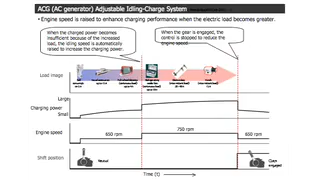 ACG (AC generator) Adjustable Idling-Charge System
• Engine speed is raised to enhance charging performance when the electric load becomes greater.
When the charged power becomes
insufficient because of the increased
load, the idling speed is automatically
raised to increase the charging power.
When the gear is engaged, the
control is stopped to reduce the
engine speed.
Load image
Large
Charging power
Small
Engine speed
650 rpm
750 rpm
650 rpm
Shift position
Neutral
Gear
engaged
Time (t)